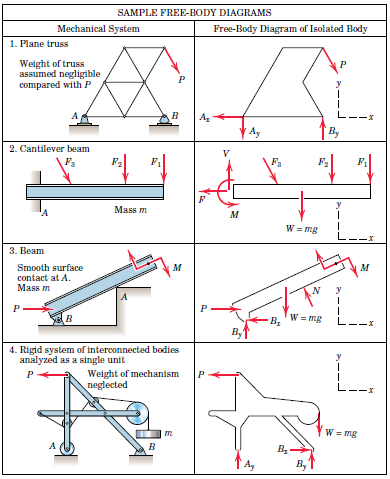 SAMPLE FREE-BODY DIAGRAMS
Mechanical System
Free-Body Diagram of Isolated Body
1. Plane truss
Weight of truss
assumed negligible
compared with P
P
A
B
P
y
x
Ax
Ay
By
2. Cantilever beam
F3
F2
F1
A
Mass m
V
F3
F2
F1
F
M
W = mg
y
x
3. Beam
Smooth surface
contact at A.
Mass m
M
A
P
B
M
N
y
P
Bx
W = mg
x
By
4. Rigid system of interconnected bodies
analyzed as a single unit
P
Weight of mechanism
neglected
m
A
B
y
x
P
W = mg
Bx
Ay
By